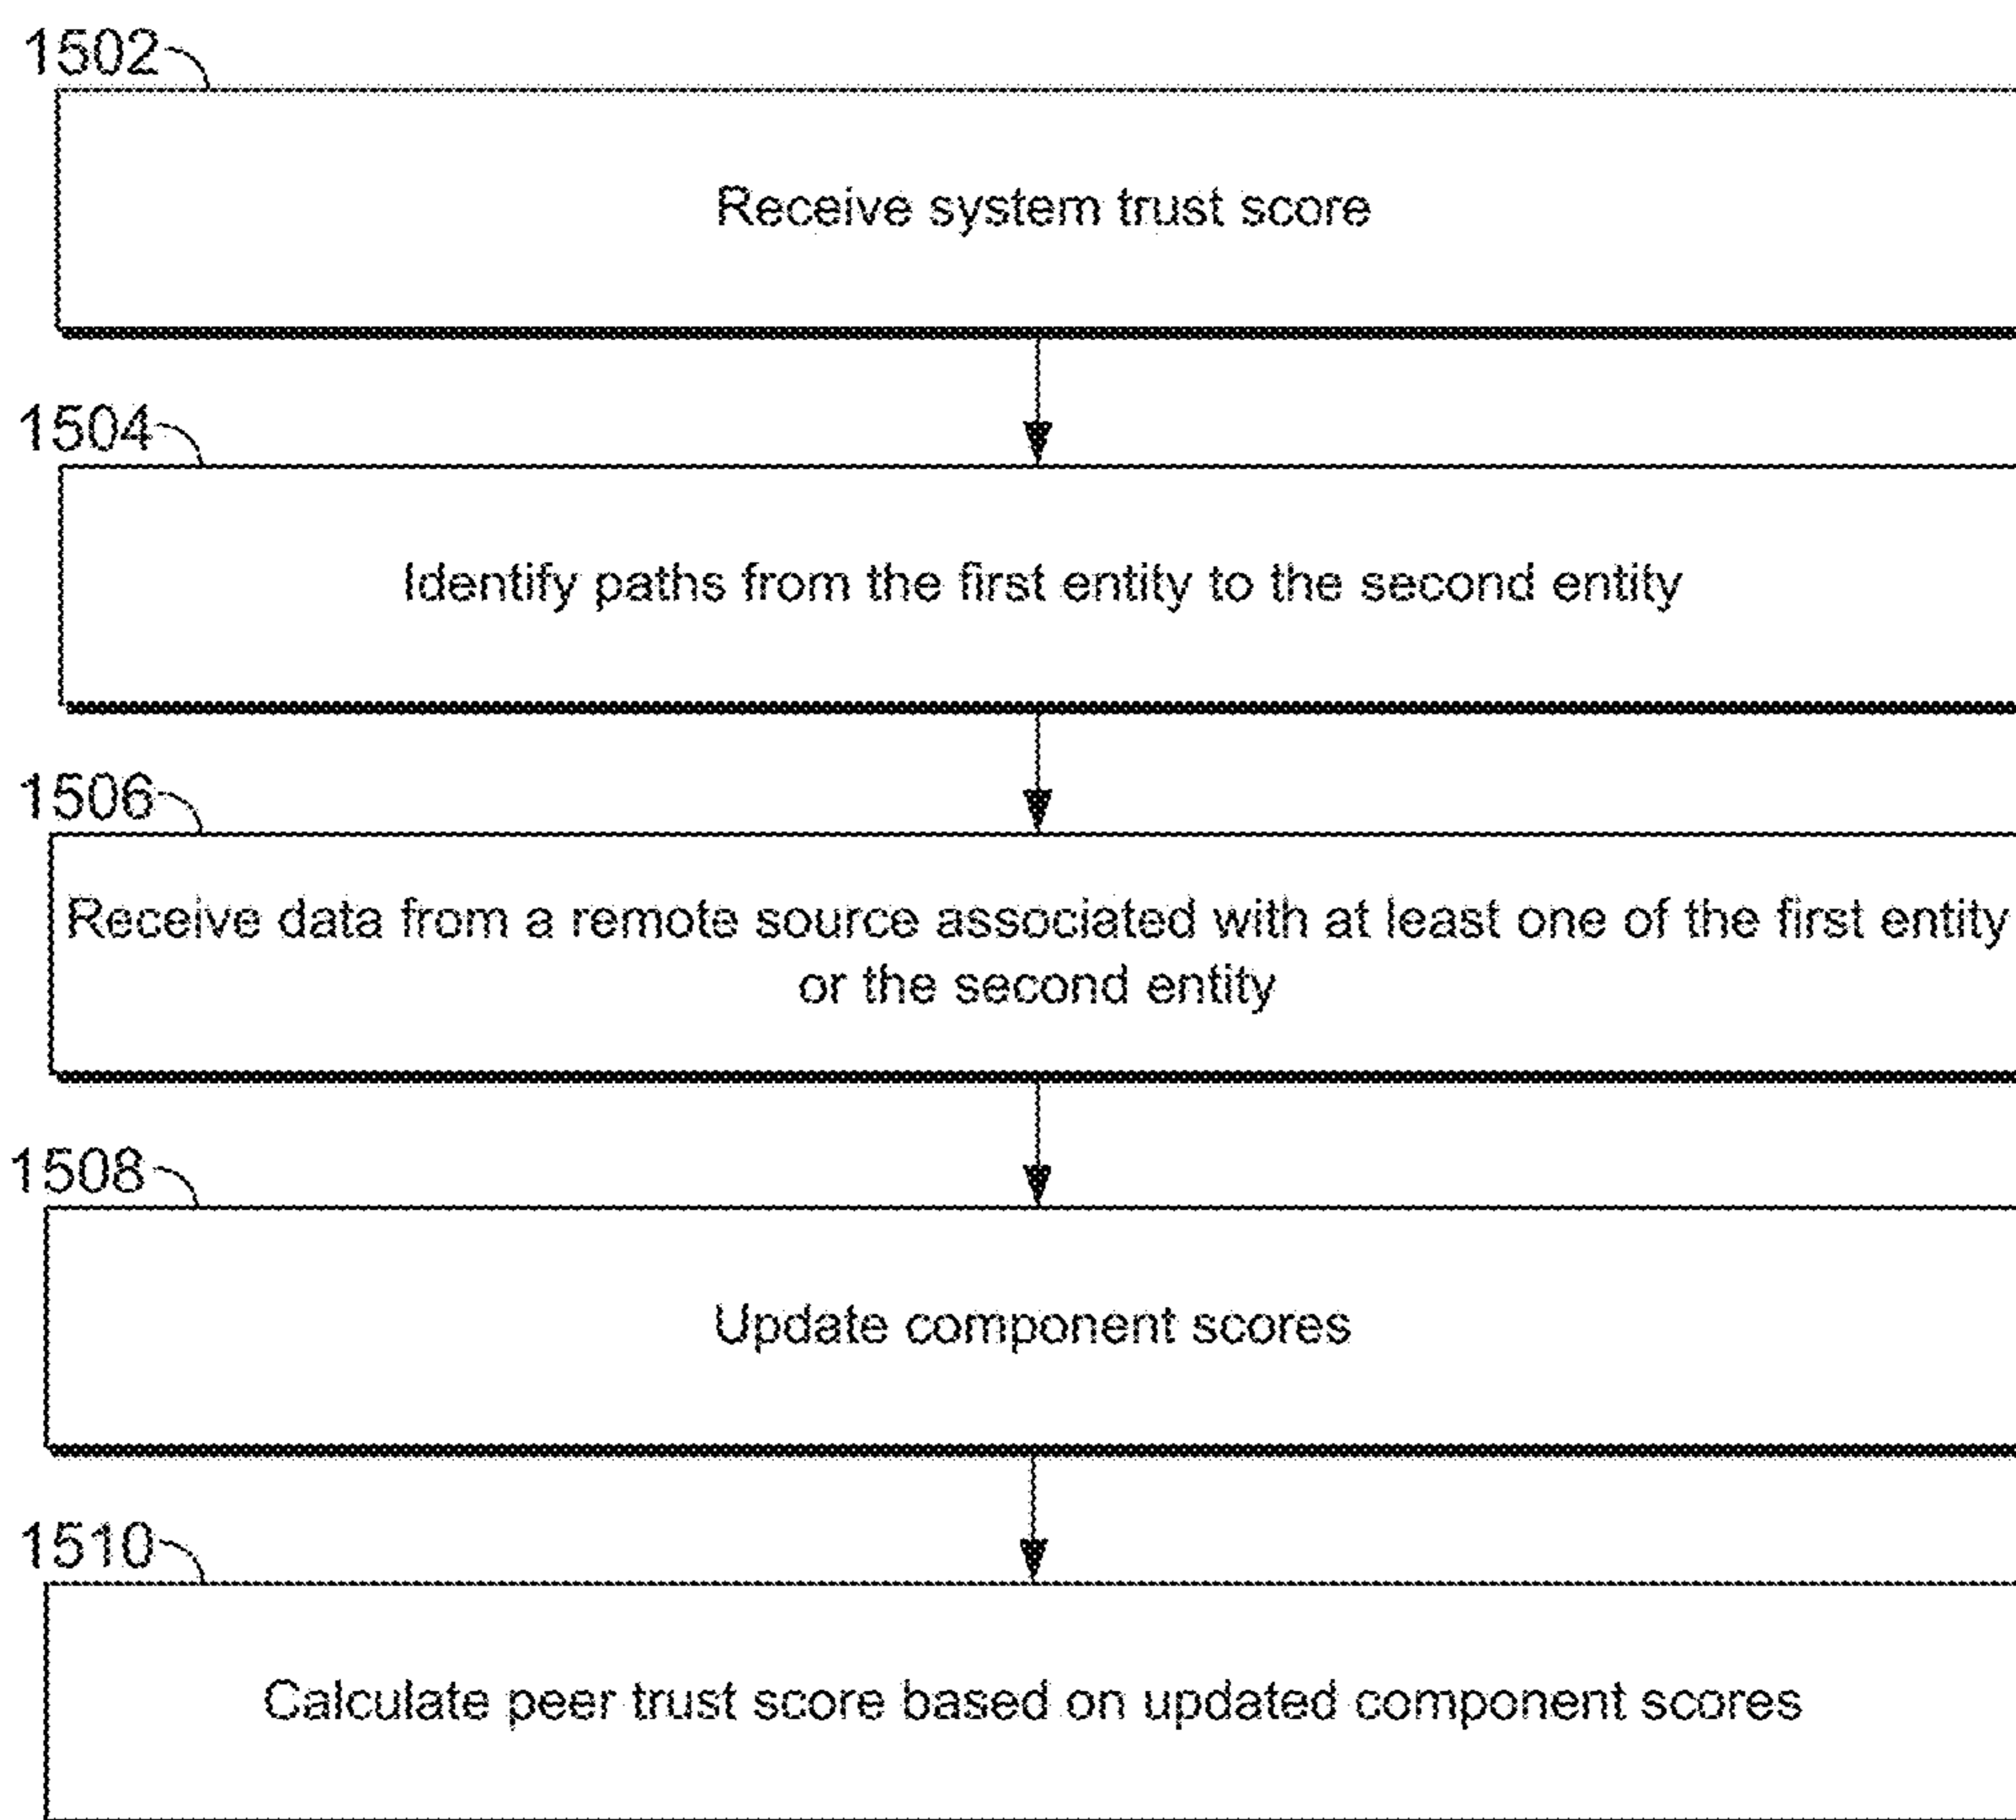 1502
Receive system trust score
1504
Identify paths from the first entity to the second entity
1506
Receive data from a remote source associated with at least one of the first entity
or the second entity
1508
Update component scores
1510
Calculate peer trust score based on updated component scores